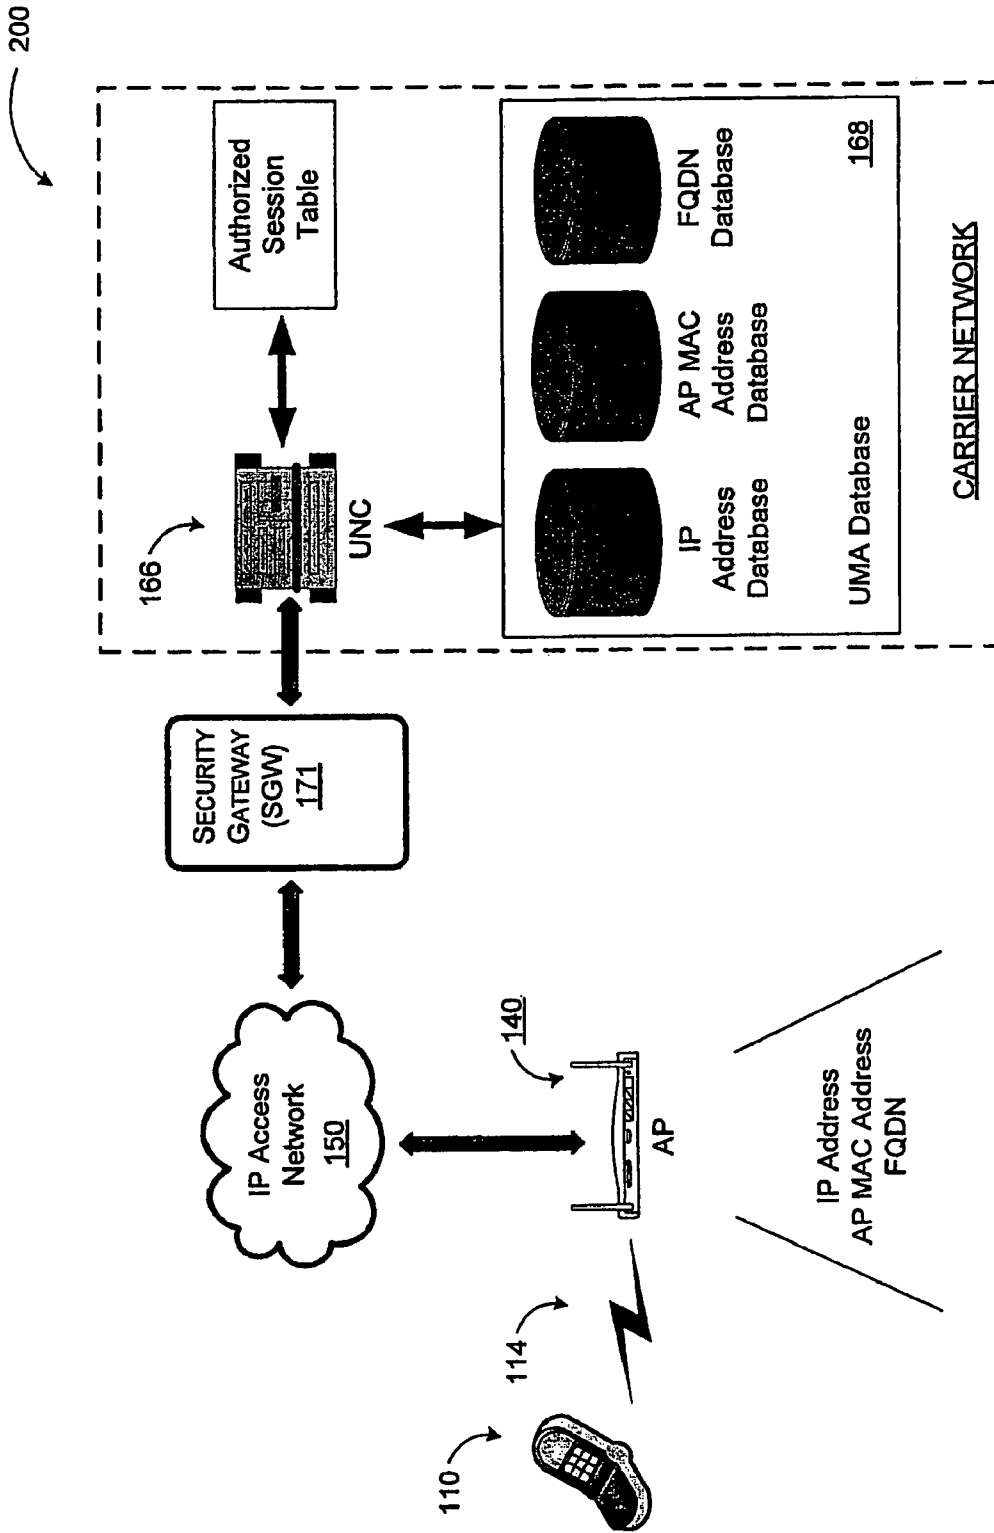 200
110
114
IP Access
Network
150
140
AP
IP Address
AP MAC Address
FQDN
SECURITY
GATEWAY
(SGW)
171
166
UNC
Authorized
Session
Table
IP
Address
Database
AP MAC
Address
Database
FQDN
Database
UMA Database
168
CARRIER NETWORK